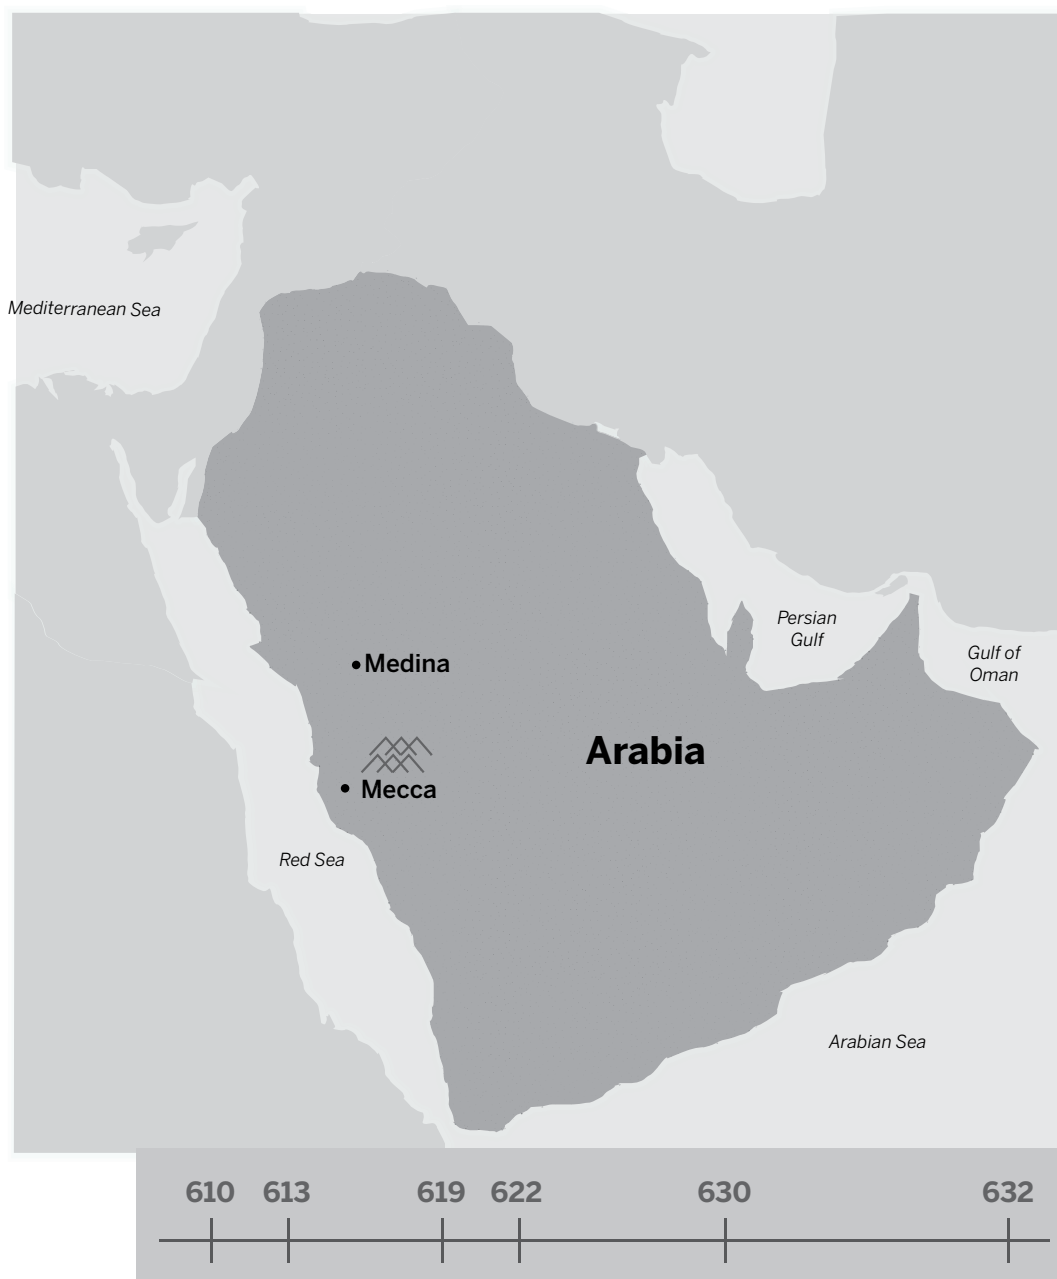 Mediterranean Sea
Persian
Gulf
Gulf of
Oman
Medina
Arabia
Mecca
Red Sea
Arabian Sea
610 613 619 622 630 632